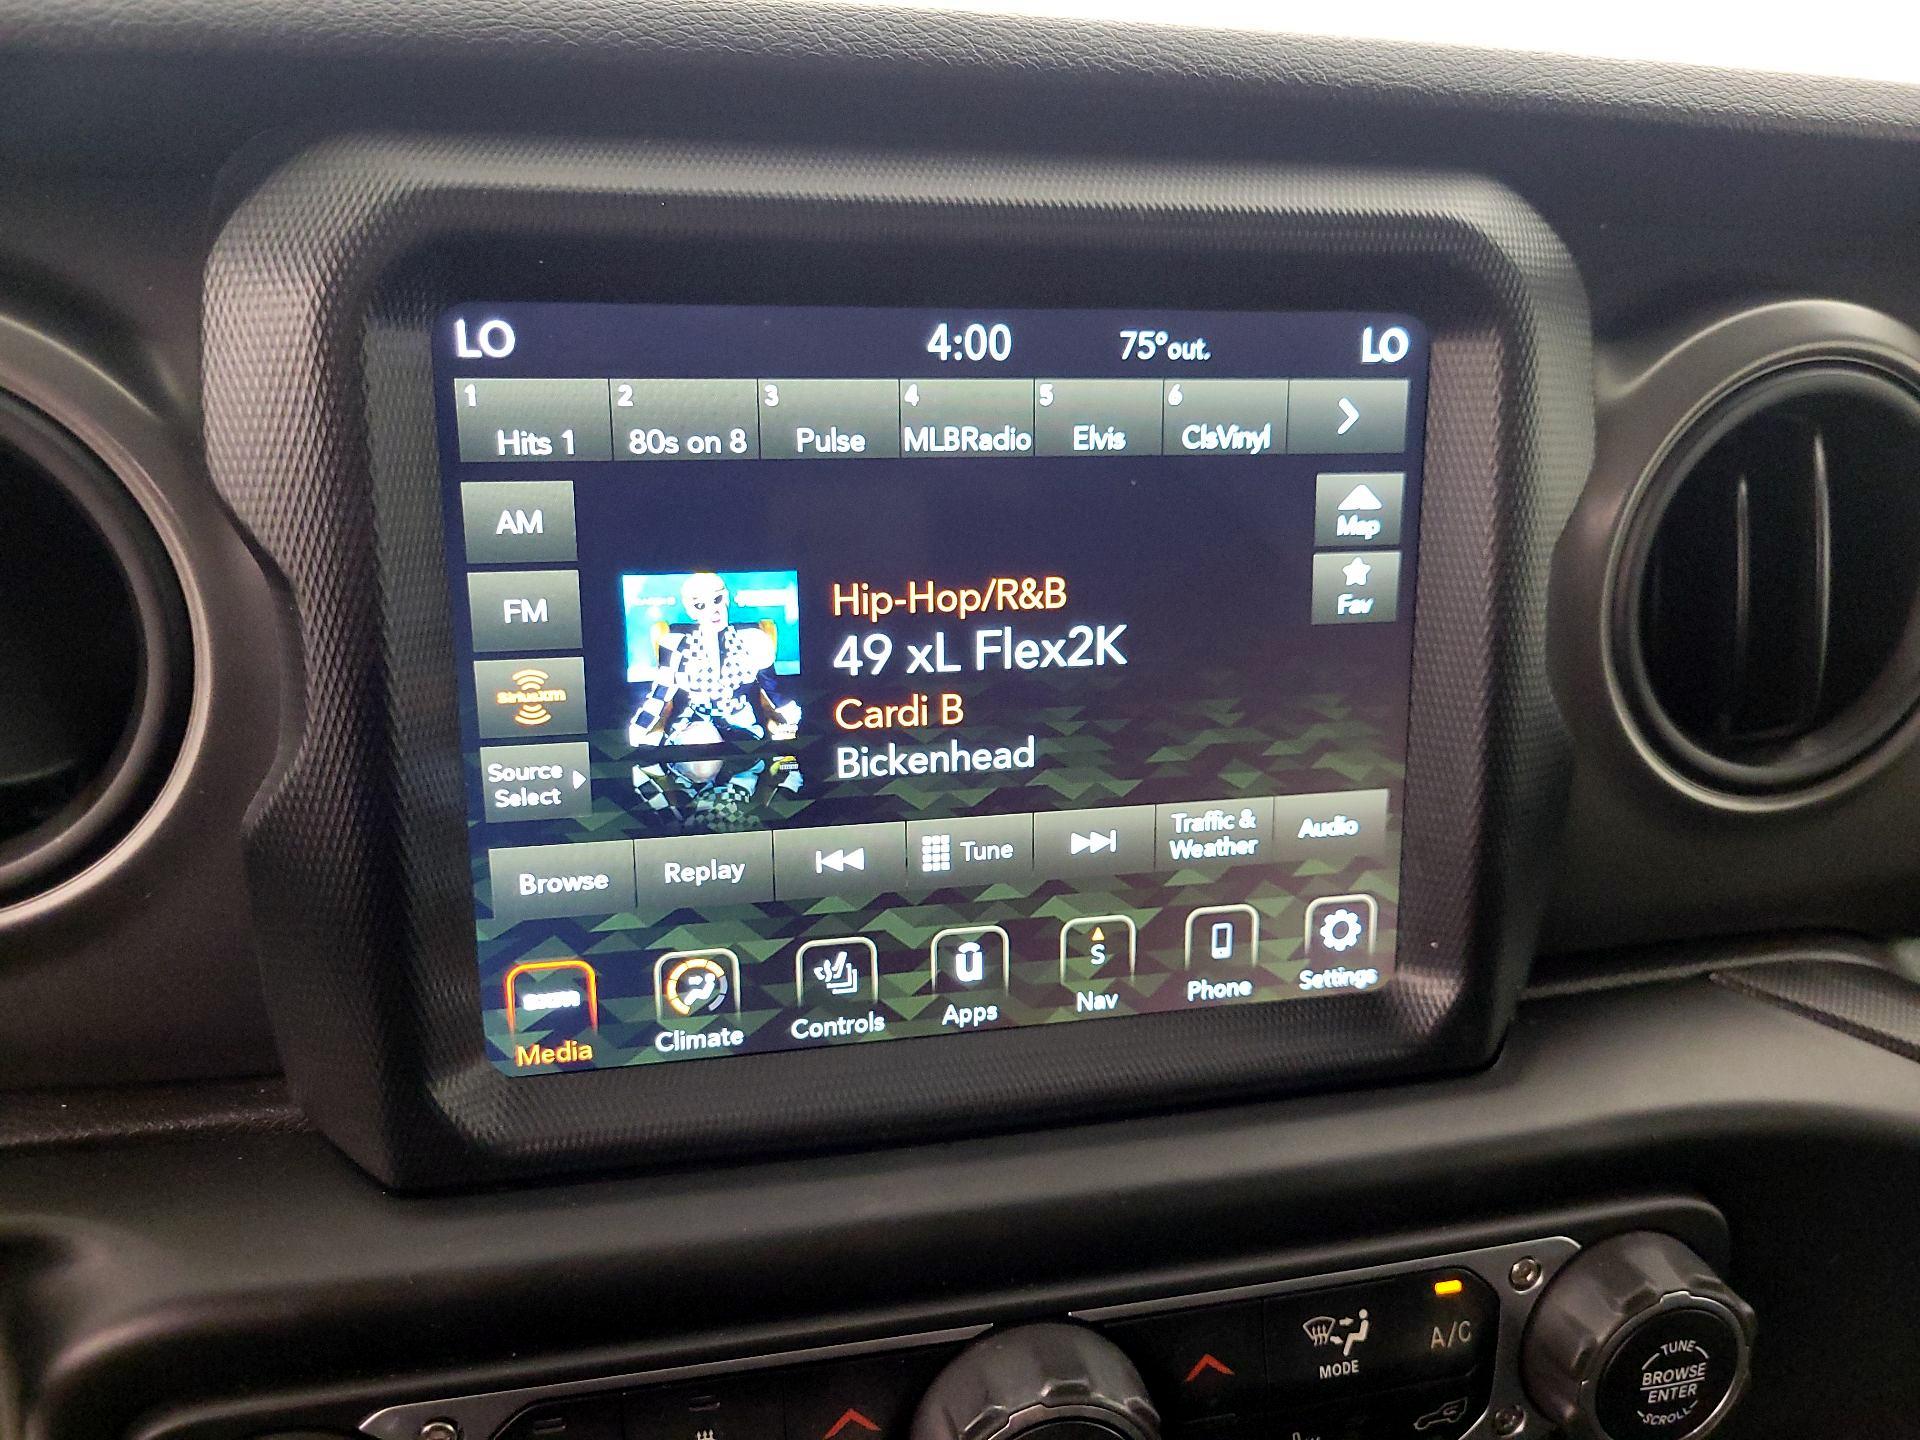 LO 4:00 75°out. LO
1 2 3 4 5 6
Hits 1 80s on 8 Pulse MLBRadio Elvis ClsVinyl
AM
Map
FM
Fav
Hip-Hop/R&B
49 xL Flex2K
SiriusXM
Cardi B
Bickenhead
Source
Select
Browse Replay Tune Traffic & Audio
Weather
S
Media Climate Controls Apps Nav Phone Settings
MODE A/C
TUNE
BROWSE
ENTER
SCROLL